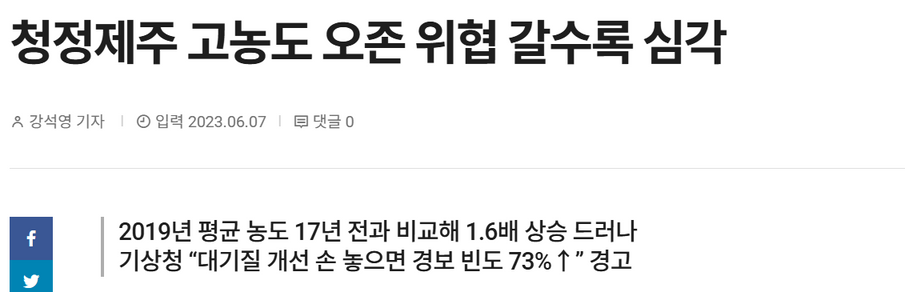 청정제주 고농도 오존 위협 갈수록 심각
강석영 기자 | 입력 2023.06.07 | 댓글 0
2019년 평균 농도 17년 전과 비교해 1.6배 상승 드러나
기상청 “대기질 개선 손 놓으면 경보 빈도 73%↑” 경고